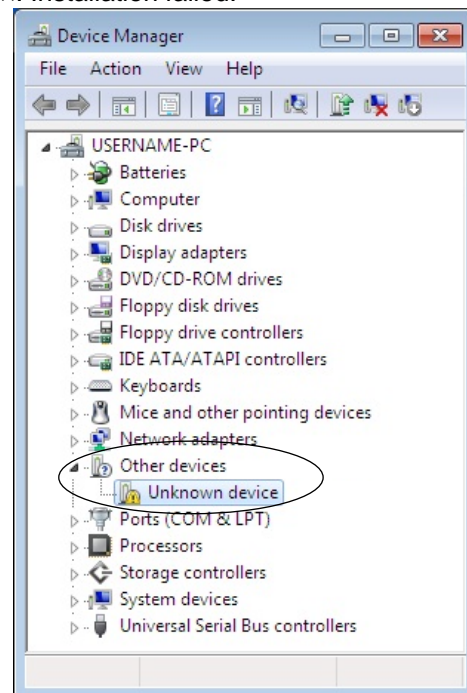 Installation failed.
Device Manager
File Action View Help
USERNAME-PC
Batteries
Computer
Disk drives
Display adapters
DVD/CD-ROM drives
Floppy disk drives
Floppy drive controllers
IDE ATA/ATAPI controllers
Keyboards
Mice and other pointing devices
Network adapters
Other devices
Unknown device
Ports (COM & LPT)
Processors
Storage controllers
System devices
Universal Serial Bus controllers